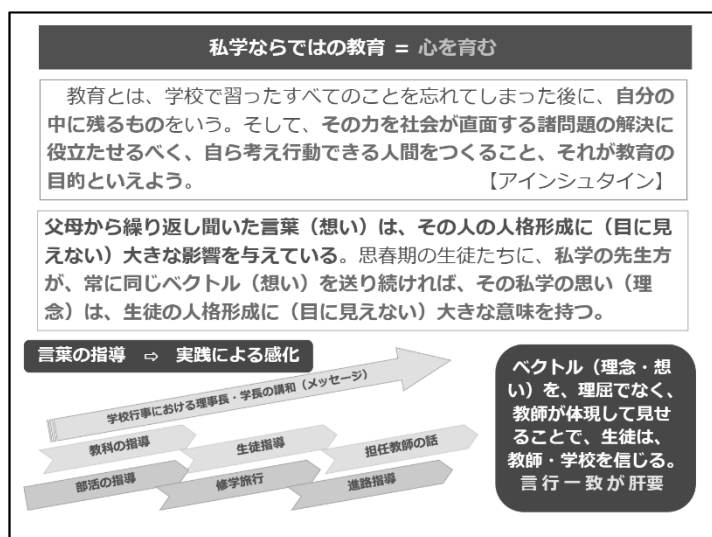 私学ならではの教育 = 心を育む
教育とは、学校で習ったすべてのことを忘れてしまった後に、自分の
中に残るものをいう。そして、その力を社会が直面する諸問題の解決に
役立たせるべく、自ら考え行動できる人間をつくること、それが教育の
目的といえよう。 【アインシュタイン】
父母から繰り返し聞いた言葉（想い）は、その人の人格形成に（目に見
えない）大きな影響を与えている。思春期の生徒たちに、私学の先生方
が、常に同じベクトル（想い）を送り続ければ、その私学の思い（理
念）は、生徒の人格形成に（目に見えない）大きな意味を持つ。
言葉の指導 ⇨ 実践による感化
学校行事における理事長・学長の講和（メッセージ）
教科の指導
生徒指導
担任教師の話
部活の指導
修学旅行
進路指導
ベクトル（理念・想
い）を、理屈でなく、
教師が体現して見せ
ることで、生徒は、
教師・学校を信じる。
言行一致が肝要